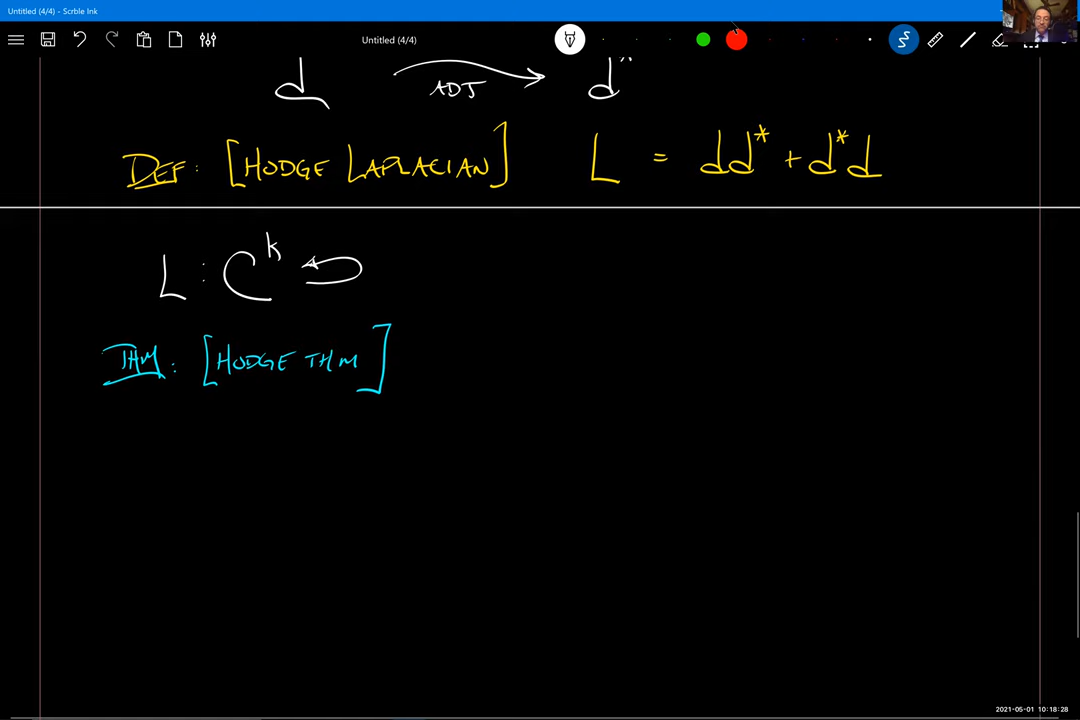 Untitled (4/4) - Scrble Ink
Untitled (4/4)
d ADJ d*
DEF: [HODGE LAPLACIAN] L = dd* + d*d
L : C^k
THM: [HODGE THM]
2021-05-01 10:18:28